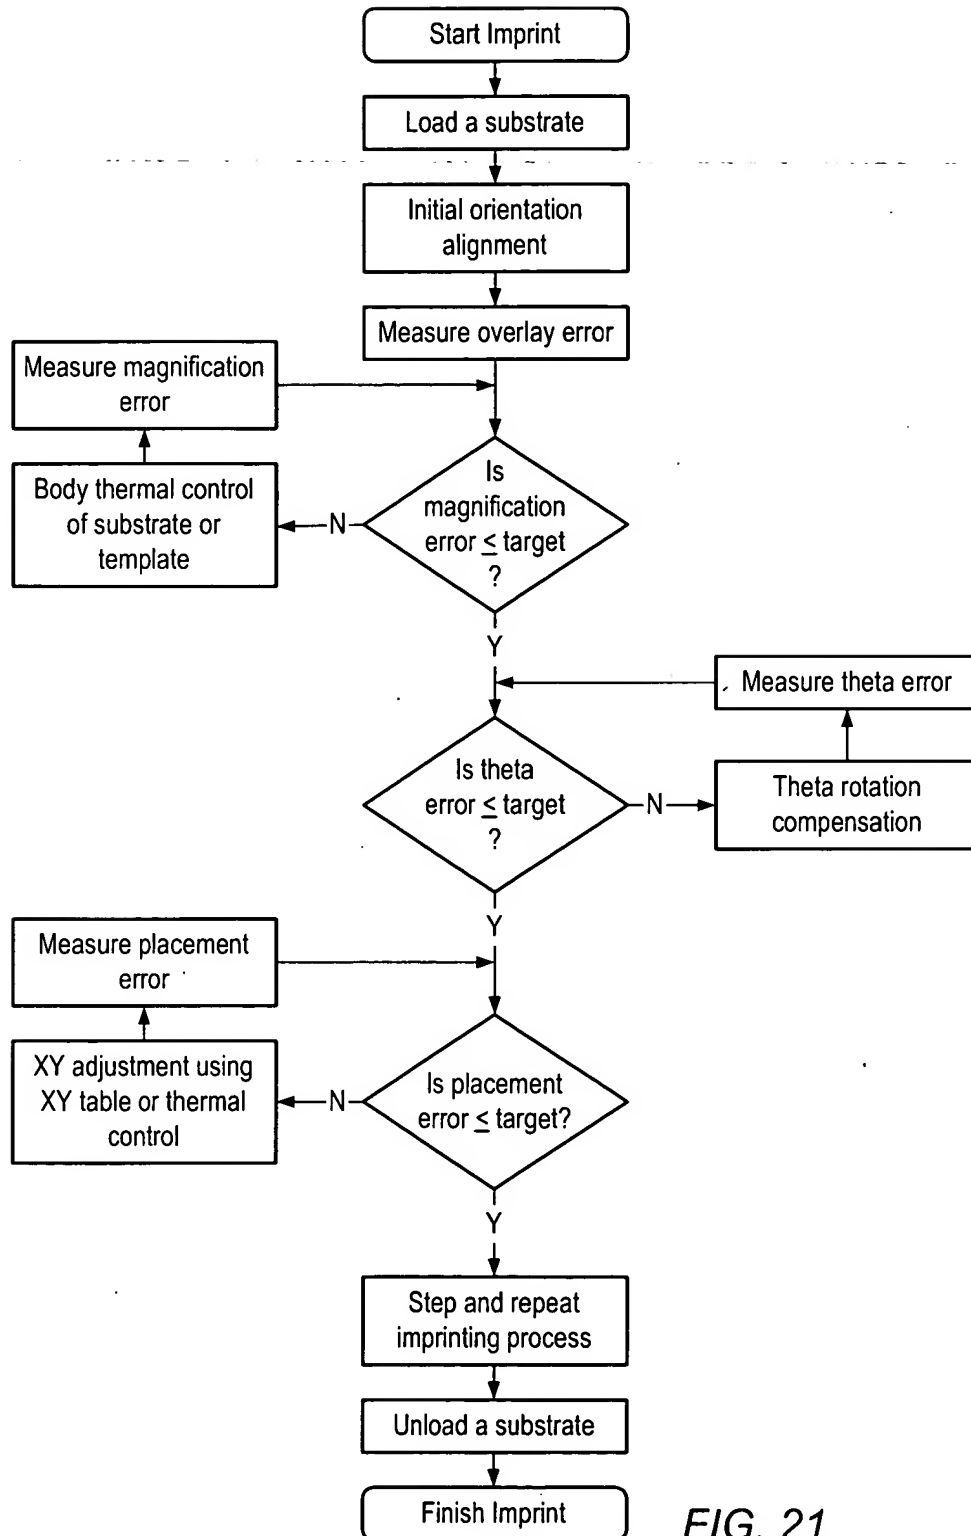 Start Imprint
Load a substrate
Initial orientation
alignment
Measure overlay error
Measure magnification
error
Body thermal control
of substrate or
template
N
Is
magnification
error ≤ target
?
Y
Measure theta error
Is theta
error ≤ target
?
N
Theta rotation
compensation
Y
Measure placement
error
XY adjustment using
XY table or thermal
control
N
Is placement
error ≤ target?
Y
Step and repeat
imprinting process
Unload a substrate
Finish Imprint
FIG. 21